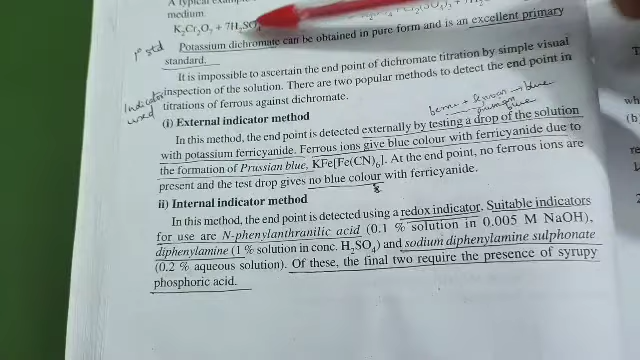 A typical example
medium.
K2Cr2O7 + 7H2SO4
Potassium dichromate can be obtained in pure form and is an excellent primary
standard.
It is impossible to ascertain the end point of dichromate titration by simple visual
inspection of the solution. There are two popular methods to detect the end point in
titrations of ferrous against dichromate.
Indicator
used
(i) External indicator method
In this method, the end point is detected externally by testing a drop of the solution
with potassium ferricyanide. Ferrous ions give blue colour with ferricyanide due to
the formation of Prussian blue, KFe[Fe(CN)6]. At the end point, no ferrous ions are
present and the test drop gives no blue colour with ferricyanide.
ii) Internal indicator method
In this method, the end point is detected using a redox indicator. Suitable indicators
for use are N-phenylanthranilic acid (0.1 % solution in 0.005 M NaOH),
diphenylamine (1 % solution in conc. H2SO4) and sodium diphenylamine sulphonate
(0.2 % aqueous solution). Of these, the final two require the presence of syrupy
phosphoric acid.